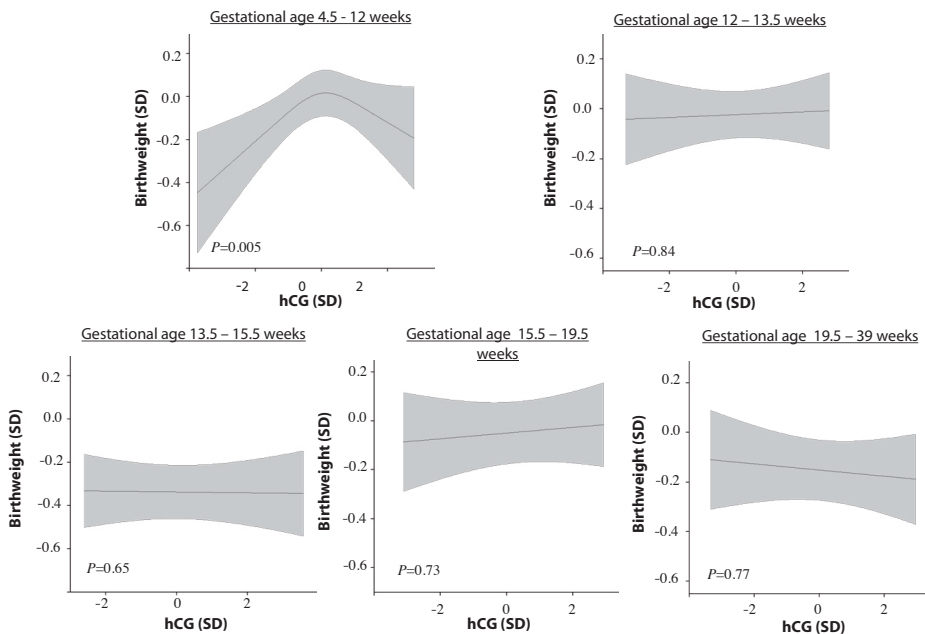 Gestational age 4.5 - 12 weeks
0.2
0.0
-0.2
-0.4
-0.6
Birthweight (SD)
P=0.005
-2 0 2
hCG (SD)
Gestational age 12 – 13.5 weeks
0.2
0.0
-0.2
-0.4
-0.6
Birthweight (SD)
P=0.84
-2 0 2
hCG (SD)
Gestational age 13.5 – 15.5 weeks
0.2
0.0
-0.2
-0.4
-0.6
Birthweight (SD)
P=0.65
-2 0 2
hCG (SD)
Gestational age 15.5 – 19.5
weeks
0.2
0.0
-0.2
-0.4
-0.6
Birthweight (SD)
P=0.73
-2 0 2
hCG (SD)
Gestational age 19.5 – 39 weeks
0.2
0.0
-0.2
-0.4
-0.6
Birthweight (SD)
P=0.77
-2 0 2
hCG (SD)